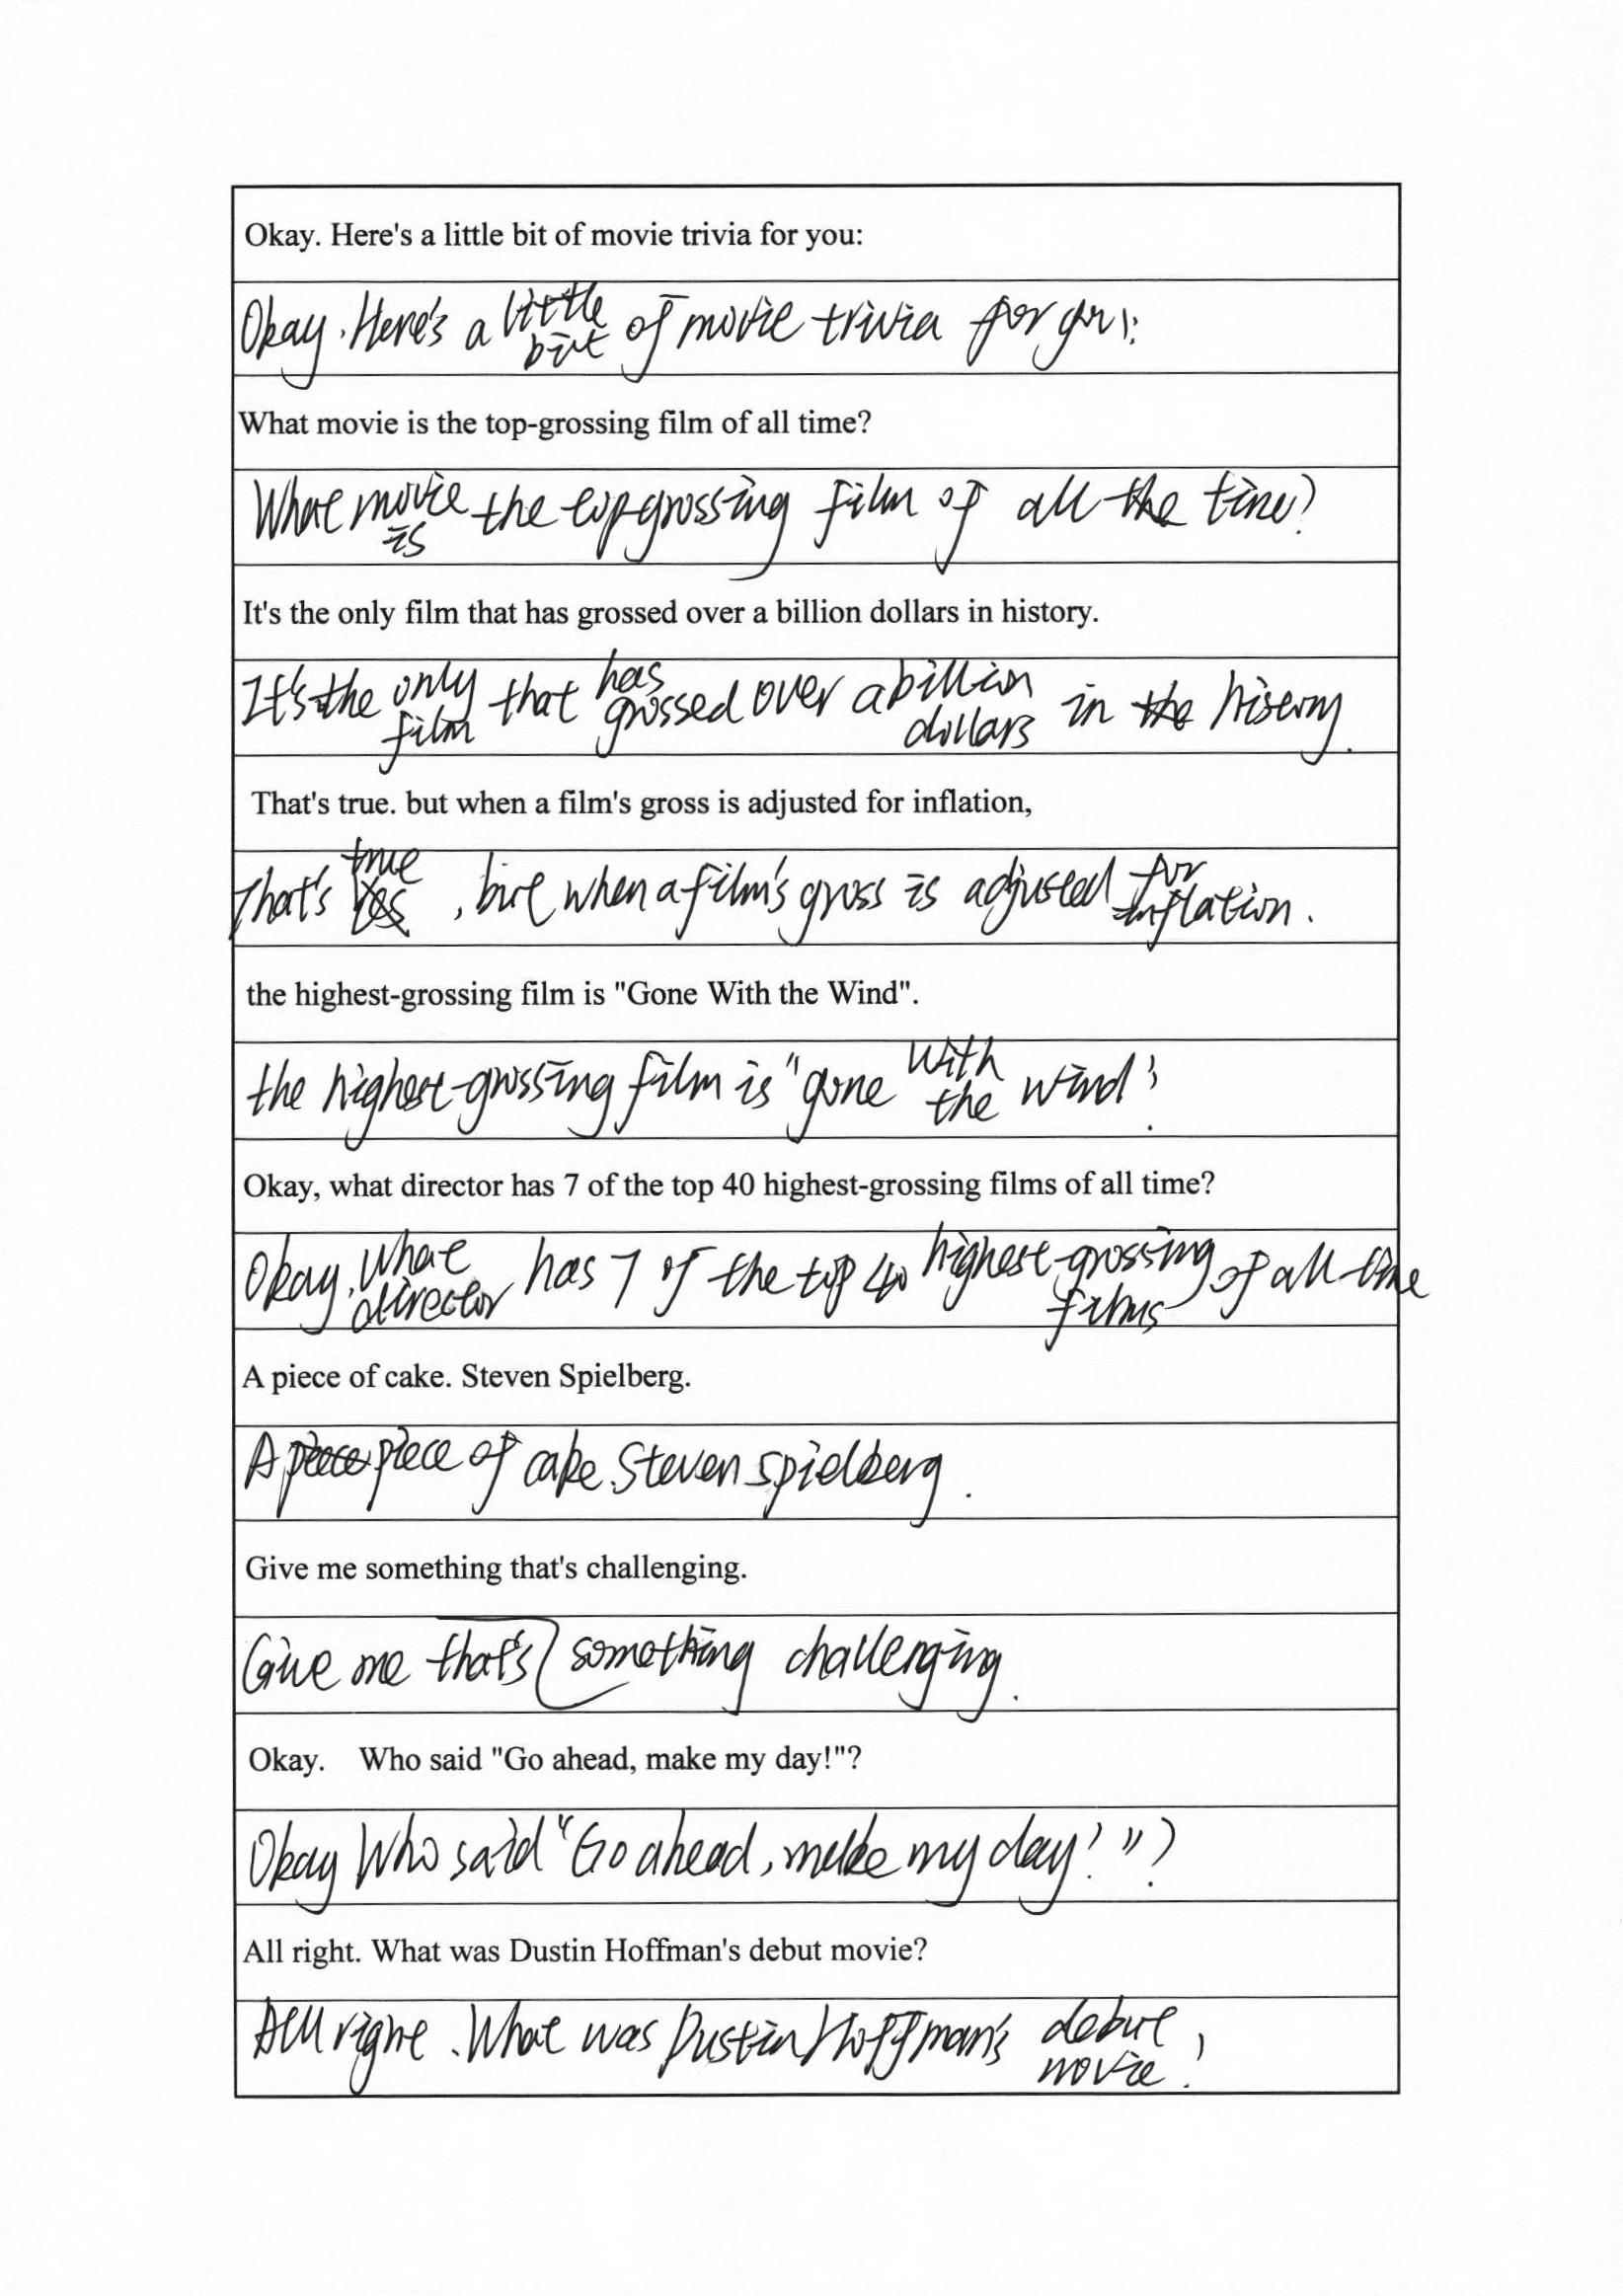 Okay. Here's a little bit of movie trivia for you:
Okay. Here's a little bit of movie trivia for you:
What movie is the top-grossing film of all time?
What movie is the topgrossing film of all the time?
It's the only film that has grossed over a billion dollars in history.
It's the only film that has grossed over a billion dollars in the history.
That's true. but when a film's gross is adjusted for inflation,
That's true, but when a film's gross is adjusted for inflation.
the highest-grossing film is "Gone With the Wind".
the highest-grossing film is "gone with the wind".
Okay, what director has 7 of the top 40 highest-grossing films of all time?
Okay, what director has 7 of the top 40 highest-grossing films of all time
A piece of cake. Steven Spielberg.
A piece of cake. Steven spielberg.
Give me something that's challenging.
Give me that's something challenging.
Okay. Who said "Go ahead, make my day!"?
Okay Who said "Go ahead, make my day!"?
All right. What was Dustin Hoffman's debut movie?
All right. What was Dustin Hoffman's debut movie?